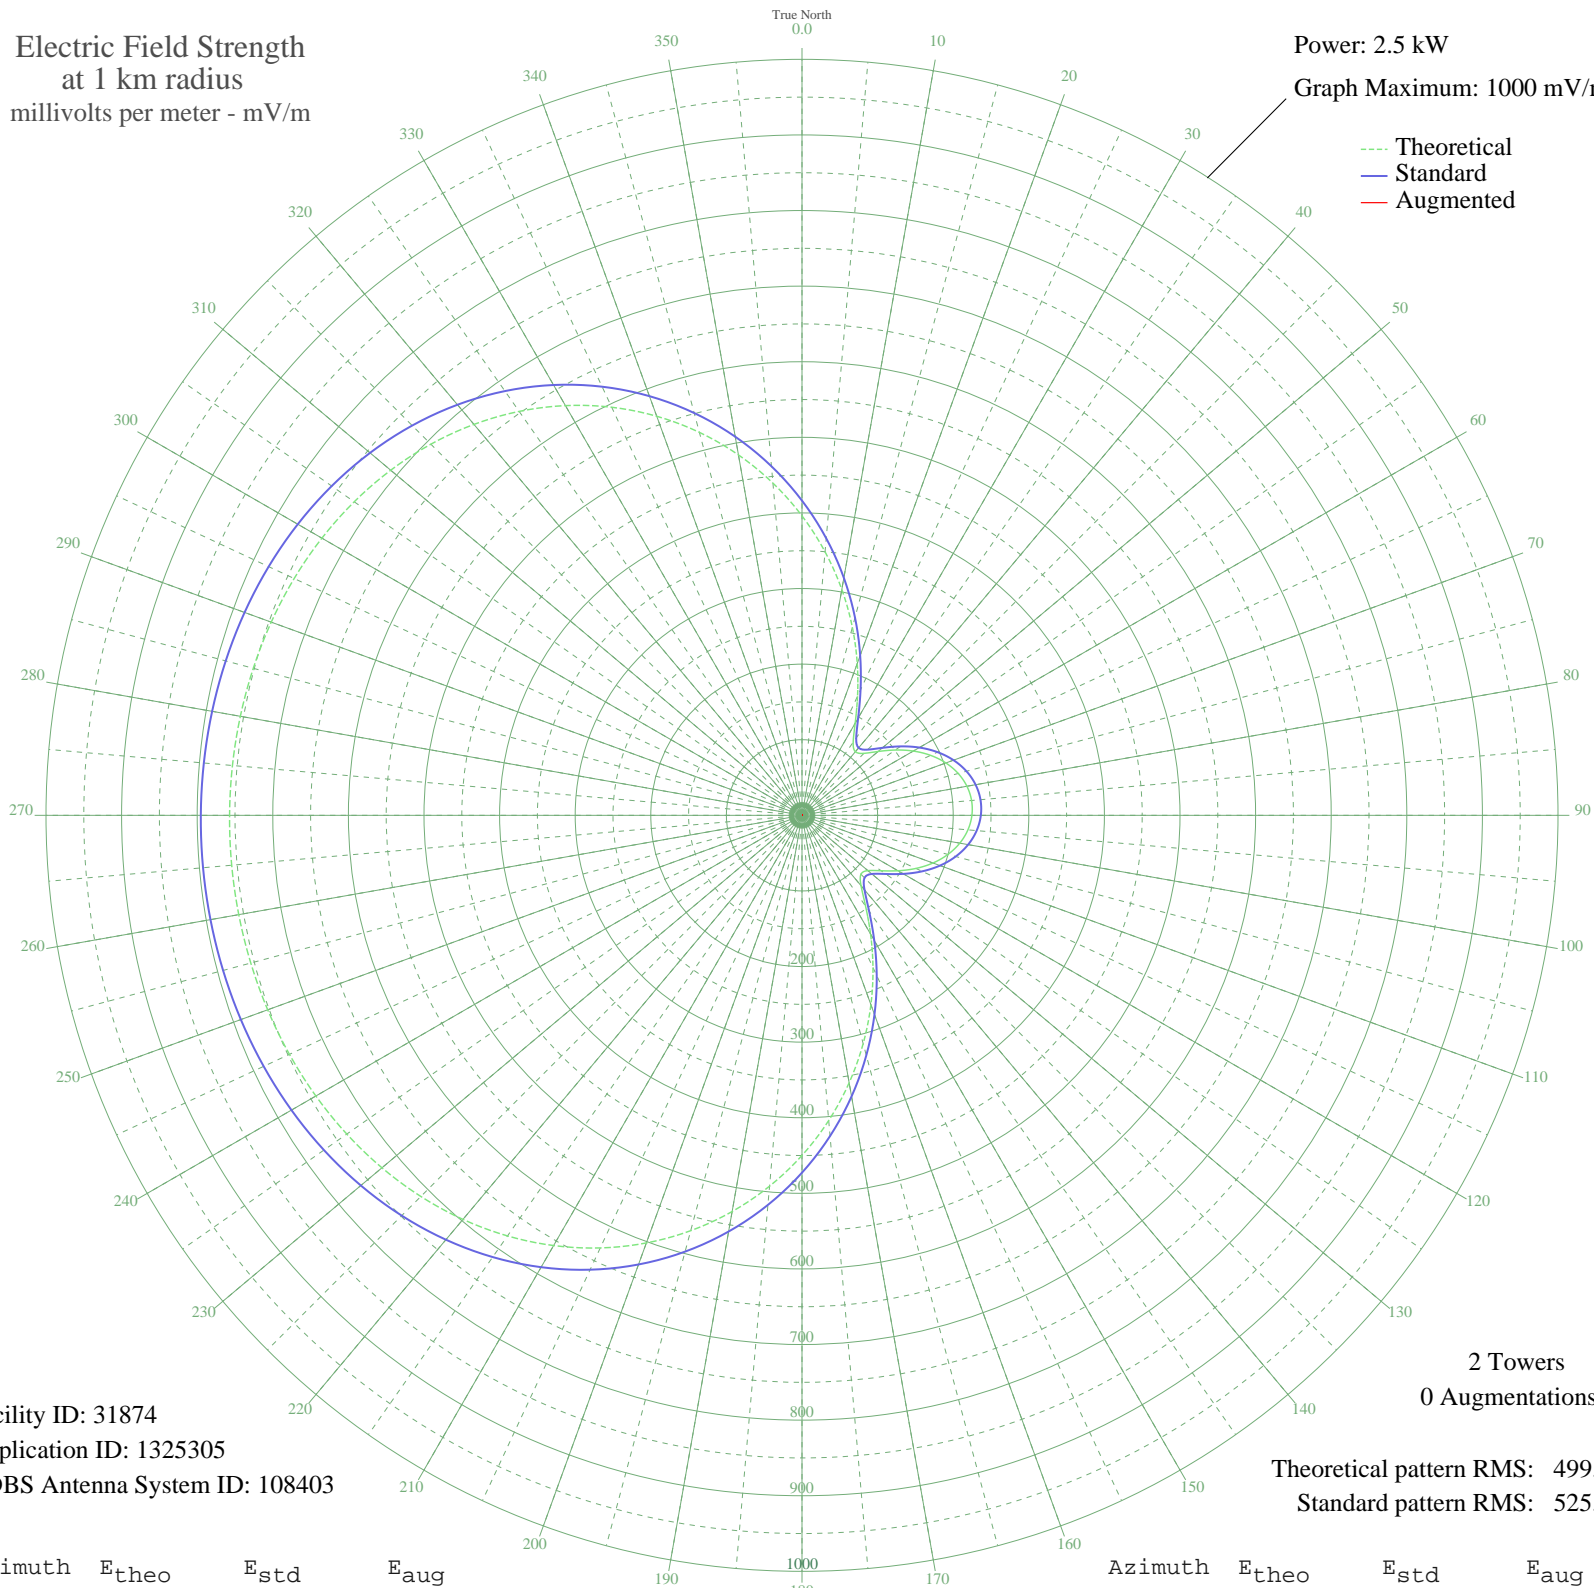 True North
Electric Field Strength
at 1 km radius
millivolts per meter - mV/m
Power: 2.5 kW
Graph Maximum: 1000 mV/
Theoretical
Standard
Augmented
0.0
10
20
30
40
50
60
70
80
90
100
110
120
130
140
150
160
170
190
200
210
220
230
240
250
260
270
280
290
300
310
320
330
340
350
200
300
400
500
600
700
800
900
1000
2 Towers
0 Augmentations
cility ID: 31874
plication ID: 1325305
DBS Antenna System ID: 108403
Theoretical pattern RMS: 499
Standard pattern RMS: 525
imuth Etheo Estd Eaug
Azimuth Etheo Estd Eaug